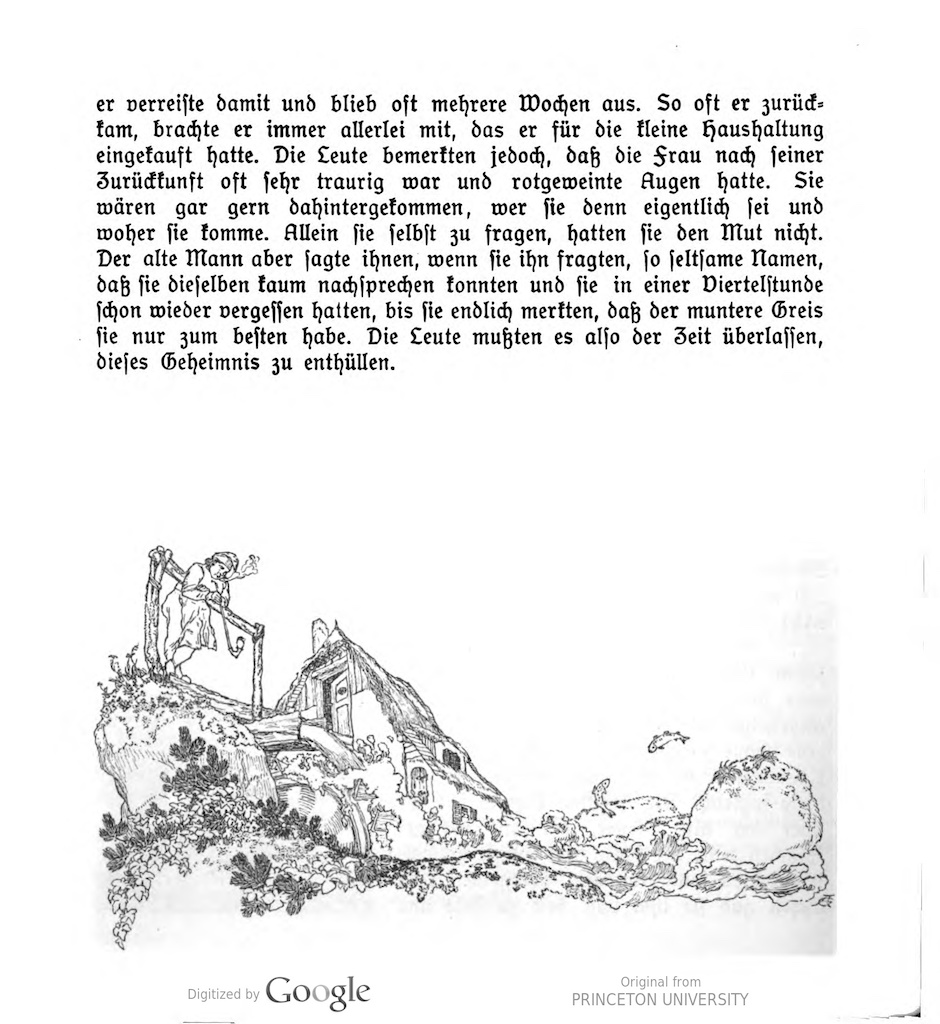 er verreiſte damit und blieb oft mehrere Wochen aus. So oft er zurück-
kam, brachte er immer allerlei mit, das er für die kleine Haushaltung
eingekauft hatte. Die Leute bemerkten jedoch, daß die Frau nach ſeiner
Zurückkunft oft ſehr traurig war und rotgeweinte Augen hatte. Sie
wären gar gern dahintergekommen, wer ſie denn eigentlich ſei und
woher ſie komme. Allein ſie ſelbſt zu fragen, hatten ſie den Mut nicht.
Der alte Mann aber ſagte ihnen, wenn ſie ihn fragten, ſo ſeltſame Namen,
daß ſie dieſelben kaum nachſprechen konnten und ſie in einer Viertelſtunde
ſchon wieder vergeſſen hatten, bis ſie endlich merkten, daß der muntere Greis
ſie nur zum beſten habe. Die Leute mußten es alſo der Zeit überlaſſen,
dieſes Geheimnis zu enthüllen.
Digitized by Google
Original from
PRINCETON UNIVERSITY